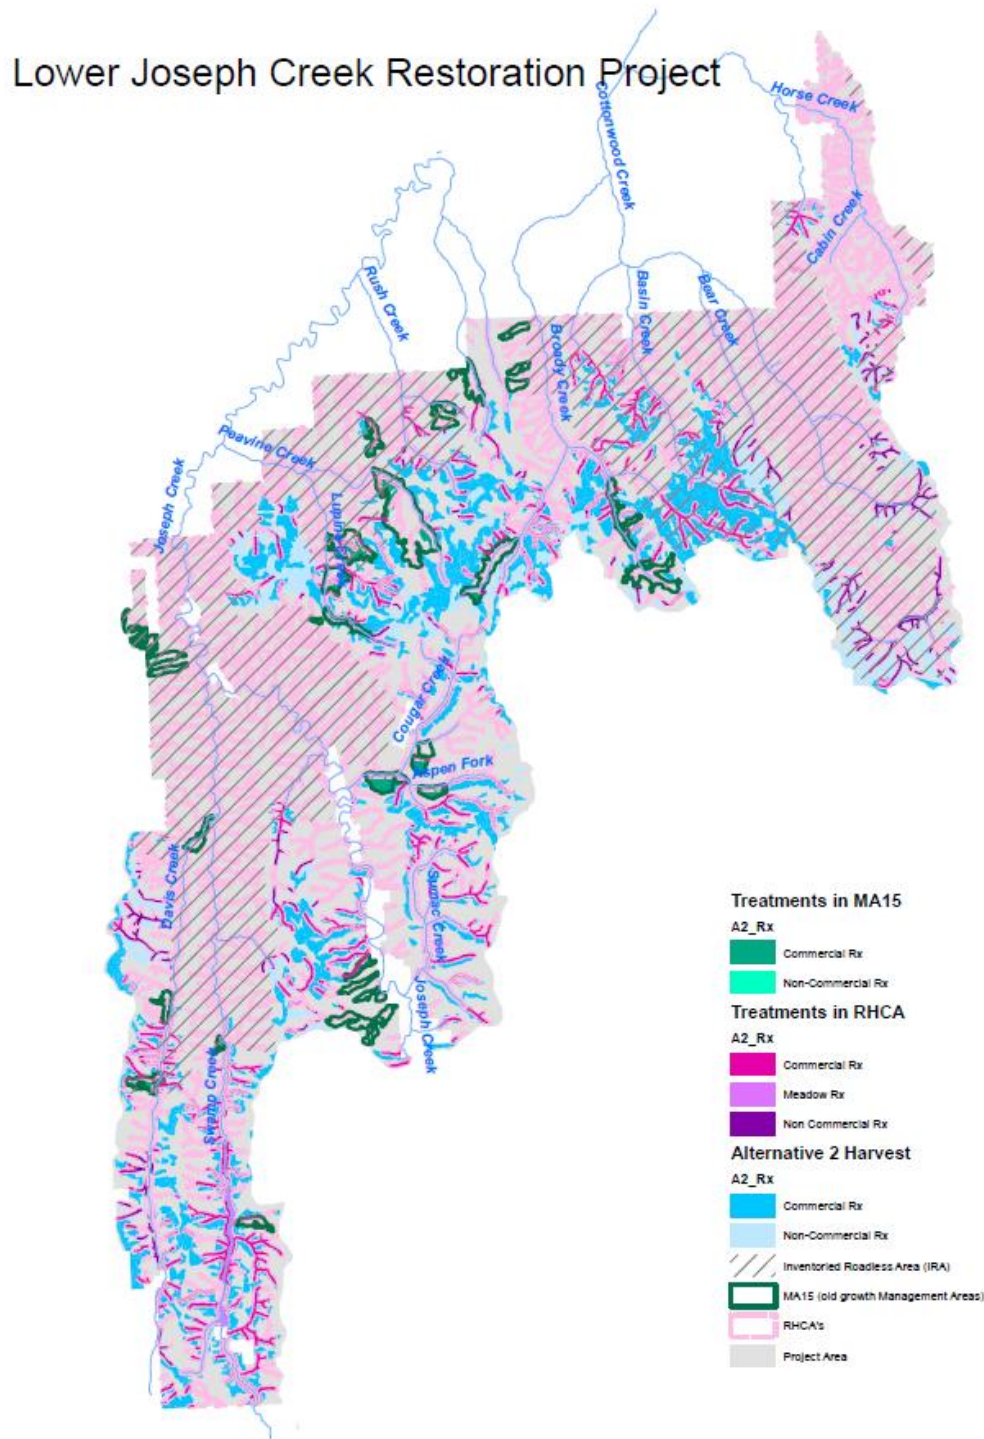 Lower Joseph Creek Restoration Project
Cottonwood Creek
Horse Creek
Cabin Creek
Rush Creek
Basin Creek
Bear Creek
Broady Creek
Peavine Creek
Joseph Creek
Cougar Creek
Aspen Fork
Davis Creek
Sumac Creek
Joseph Creek
Swamp Creek
Treatments in MA15
A2_Rx
Commercial Rx
Non-Commercial Rx
Treatments in RHCA
A2_Rx
Commercial Rx
Meadow Rx
Non Commercial Rx
Alternative 2 Harvest
A2_Rx
Commercial Rx
Non-Commercial Rx
Inventoried Roadless Area (IRA)
MA15 (old growth Management Areas)
RHCA's
Project Area